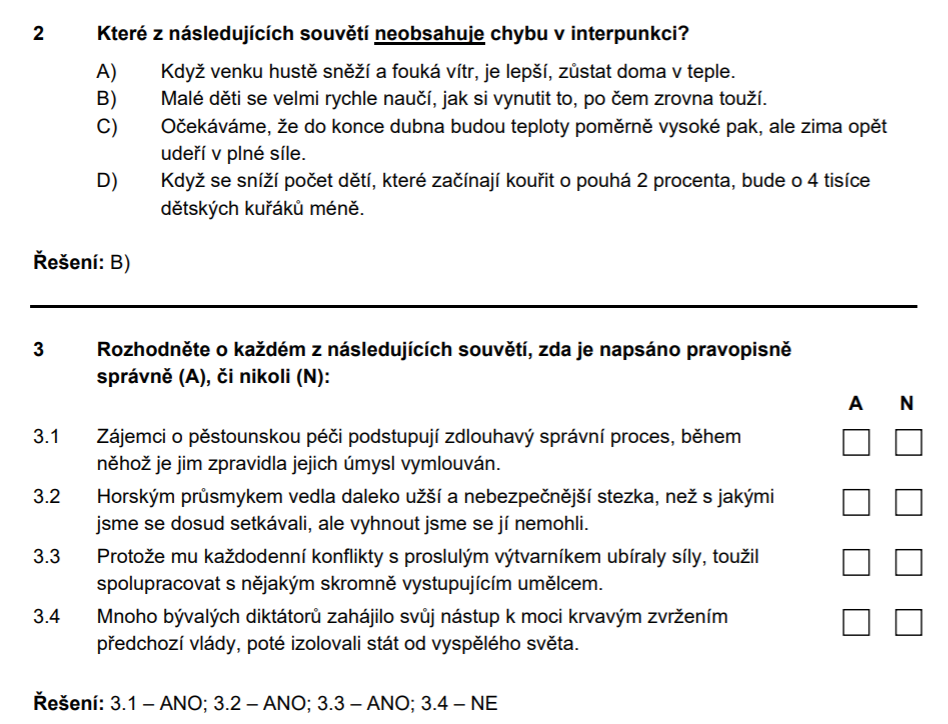 2 Které z následujících souvětí neobsahuje chybu v interpunkci?
A) Když venku hustě sněží a fouká vítr, je lepší, zůstat doma v teple.
B) Malé děti se velmi rychle naučí, jak si vynutit to, po čem zrovna touží.
C) Očekáváme, že do konce dubna budou teploty poměrně vysoké pak, ale zima opět
udeří v plné síle.
D) Když se sníží počet dětí, které začínají kouřit o pouhá 2 procenta, bude o 4 tisíce
dětských kuřáků méně.
Řešení: B)
3 Rozhodněte o každém z následujících souvětí, zda je napsáno pravopisně
správně (A), či nikoli (N):
A N
3.1 Zájemci o pěstounskou péči podstupují zdlouhavý správní proces, během
něhož je jim zpravidla jejich úmysl vymlouván.
3.2 Horským průsmykem vedla daleko užší a nebezpečnější stezka, než s jakými
jsme se dosud setkávali, ale vyhnout jsme se jí nemohli.
3.3 Protože mu každodenní konflikty s proslulým výtvarníkem ubíraly síly, toužil
spolupracovat s nějakým skromně vystupujícím umělcem.
3.4 Mnoho bývalých diktátorů zahájilo svůj nástup k moci krvavým zvržením
předchozí vlády, poté izolovali stát od vyspělého světa.
Řešení: 3.1 – ANO; 3.2 – ANO; 3.3 – ANO; 3.4 – NE